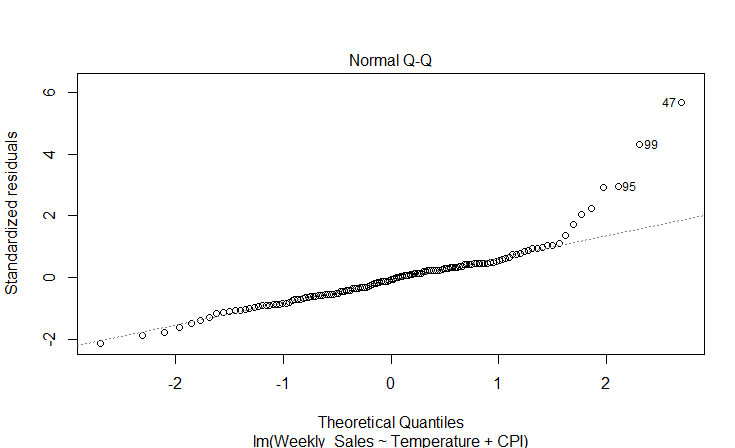 Normal Q-Q
6
4
2
0
-2
Standardized residuals
47
99
95
-2 -1 0 1 2
Theoretical Quantiles
lm(Weekly_Sales ~ Temperature + CPI)